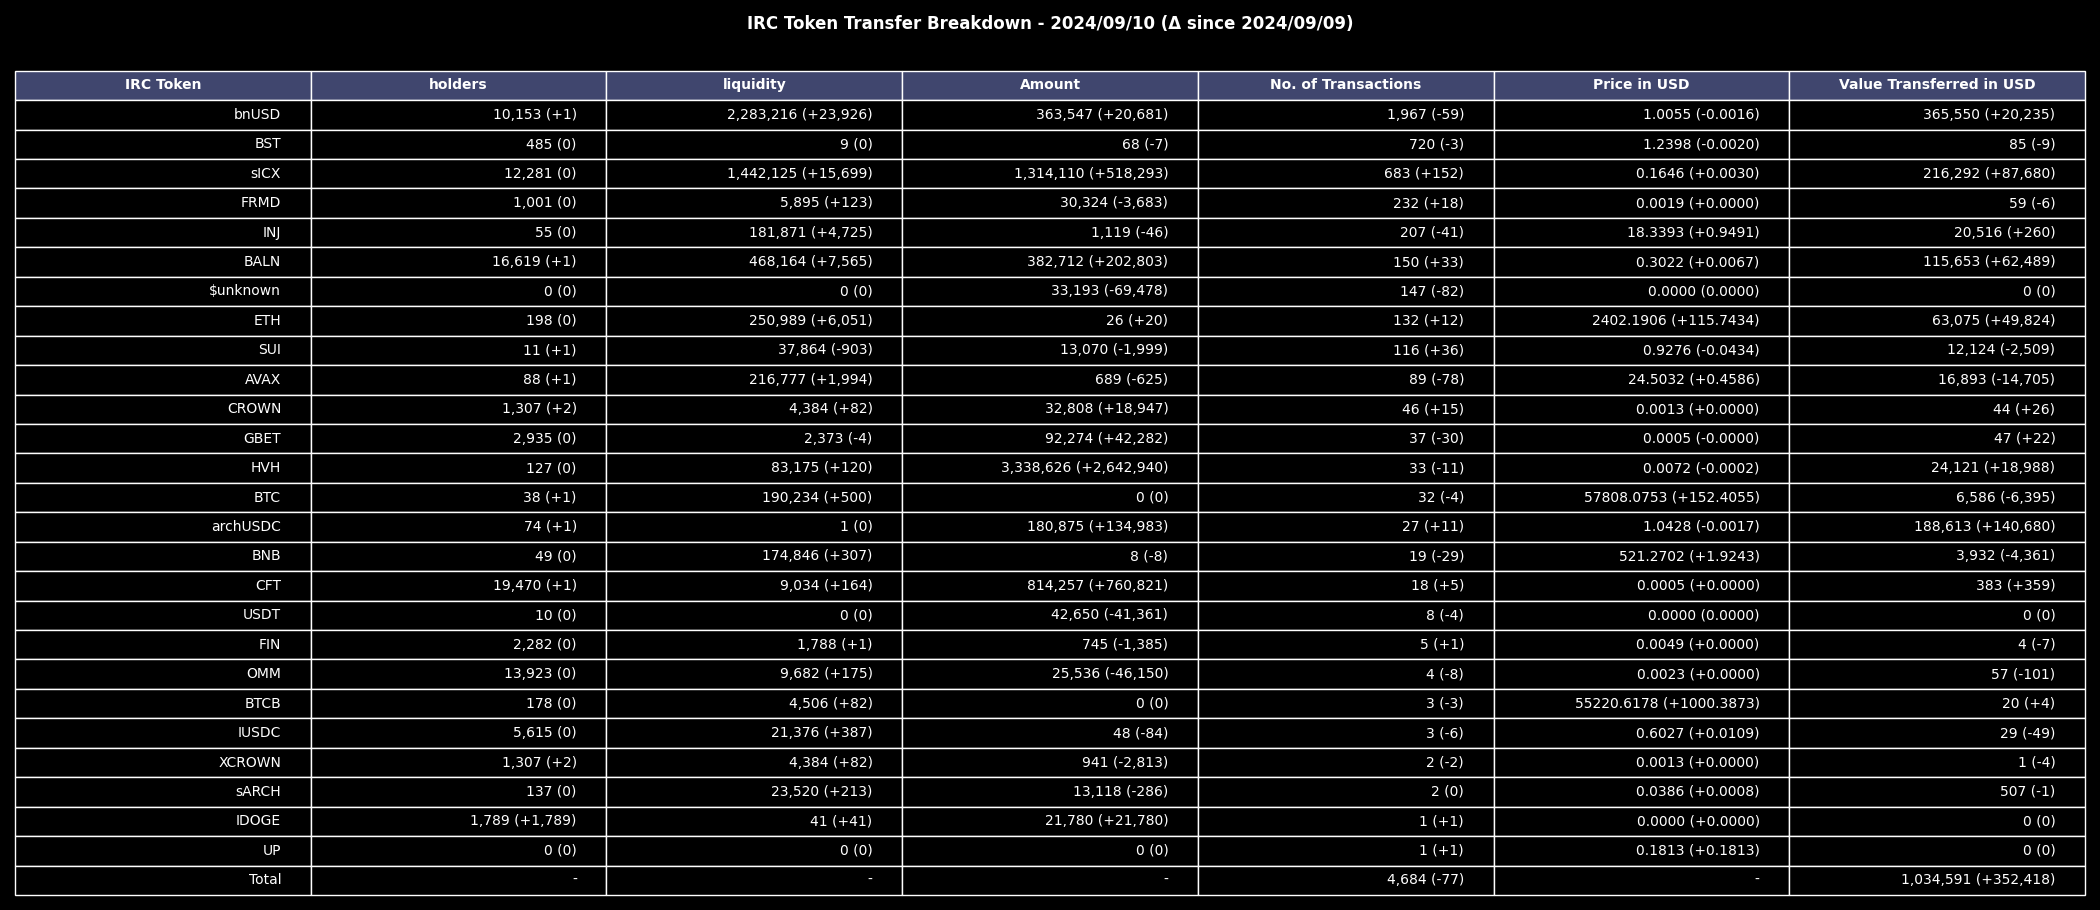 IRC Token Transfer Breakdown - 2024/09/10 (Δ since 2024/09/09)
IRC Token holders liquidity Amount No. of Transactions Price in USD Value Transferred in USD
bnUSD 10,153 (+1) 2,283,216 (+23,926) 363,547 (+20,681) 1,967 (-59) 1.0055 (-0.0016) 365,550 (+20,235)
BST 485 (0) 9 (0) 68 (-7) 720 (-3) 1.2398 (-0.0020) 85 (-9)
sICX 12,281 (0) 1,442,125 (+15,699) 1,314,110 (+518,293) 683 (+152) 0.1646 (+0.0030) 216,292 (+87,680)
FRMD 1,001 (0) 5,895 (+123) 30,324 (-3,683) 232 (+18) 0.0019 (+0.0000) 59 (-6)
INJ 55 (0) 181,871 (+4,725) 1,119 (-46) 207 (-41) 18.3393 (+0.9491) 20,516 (+260)
BALN 16,619 (+1) 468,164 (+7,565) 382,712 (+202,803) 150 (+33) 0.3022 (+0.0067) 115,653 (+62,489)
$unknown 0 (0) 0 (0) 33,193 (-69,478) 147 (-82) 0.0000 (0.0000) 0 (0)
ETH 198 (0) 250,989 (+6,051) 26 (+20) 132 (+12) 2402.1906 (+115.7434) 63,075 (+49,824)
SUI 11 (+1) 37,864 (-903) 13,070 (-1,999) 116 (+36) 0.9276 (-0.0434) 12,124 (-2,509)
AVAX 88 (+1) 216,777 (+1,994) 689 (-625) 89 (-78) 24.5032 (+0.4586) 16,893 (-14,705)
CROWN 1,307 (+2) 4,384 (+82) 32,808 (+18,947) 46 (+15) 0.0013 (+0.0000) 44 (+26)
GBET 2,935 (0) 2,373 (-4) 92,274 (+42,282) 37 (-30) 0.0005 (-0.0000) 47 (+22)
HVH 127 (0) 83,175 (+120) 3,338,626 (+2,642,940) 33 (-11) 0.0072 (-0.0002) 24,121 (+18,988)
BTC 38 (+1) 190,234 (+500) 0 (0) 32 (-4) 57808.0753 (+152.4055) 6,586 (-6,395)
archUSDC 74 (+1) 1 (0) 180,875 (+134,983) 27 (+11) 1.0428 (-0.0017) 188,613 (+140,680)
BNB 49 (0) 174,846 (+307) 8 (-8) 19 (-29) 521.2702 (+1.9243) 3,932 (-4,361)
CFT 19,470 (+1) 9,034 (+164) 814,257 (+760,821) 18 (+5) 0.0005 (+0.0000) 383 (+359)
USDT 10 (0) 0 (0) 42,650 (-41,361) 8 (-4) 0.0000 (0.0000) 0 (0)
FIN 2,282 (0) 1,788 (+1) 745 (-1,385) 5 (+1) 0.0049 (+0.0000) 4 (-7)
OMM 13,923 (0) 9,682 (+175) 25,536 (-46,150) 4 (-8) 0.0023 (+0.0000) 57 (-101)
BTCB 178 (0) 4,506 (+82) 0 (0) 3 (-3) 55220.6178 (+1000.3873) 20 (+4)
IUSDC 5,615 (0) 21,376 (+387) 48 (-84) 3 (-6) 0.6027 (+0.0109) 29 (-49)
XCROWN 1,307 (+2) 4,384 (+82) 941 (-2,813) 2 (-2) 0.0013 (+0.0000) 1 (-4)
sARCH 137 (0) 23,520 (+213) 13,118 (-286) 2 (0) 0.0386 (+0.0008) 507 (-1)
IDOGE 1,789 (+1,789) 41 (+41) 21,780 (+21,780) 1 (+1) 0.0000 (+0.0000) 0 (0)
UP 0 (0) 0 (0) 0 (0) 1 (+1) 0.1813 (+0.1813) 0 (0)
Total - - - 4,684 (-77) - 1,034,591 (+352,418)